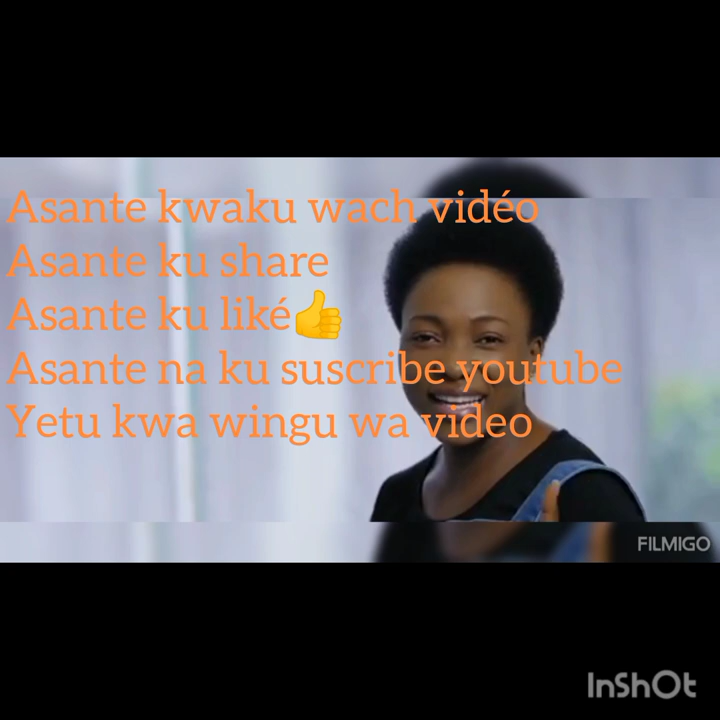 Asante kwaku wach vidéo
Asante ku share
Asante ku liké👍
Asante na ku suscribe youtube
Yetu kwa wingu wa video
FILMIGO
InShOt